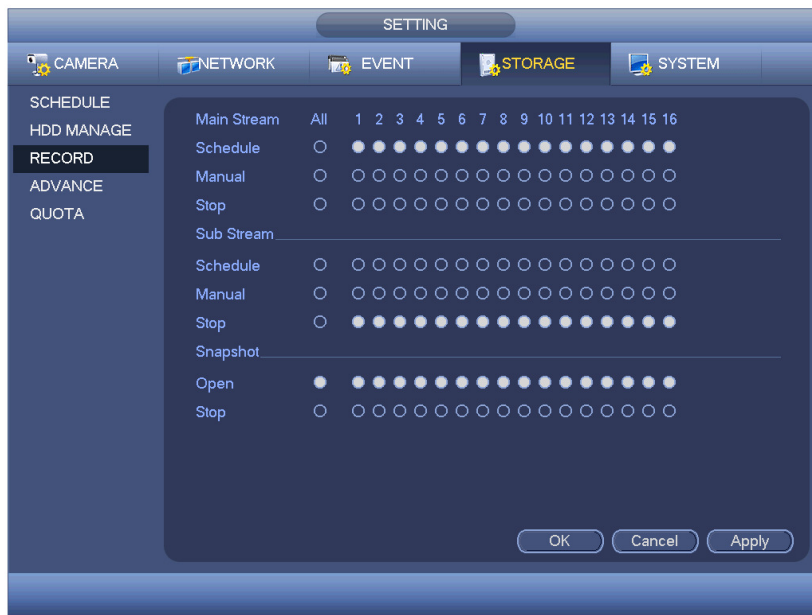 SETTING
CAMERA NETWORK EVENT STORAGE SYSTEM
SCHEDULE
HDD MANAGE
RECORD
ADVANCE
QUOTA
Main Stream All 1 2 3 4 5 6 7 8 9 10 11 12 13 14 15 16
Schedule
Manual
Stop
Sub Stream
Schedule
Manual
Stop
Snapshot
Open
Stop
OK Cancel Apply